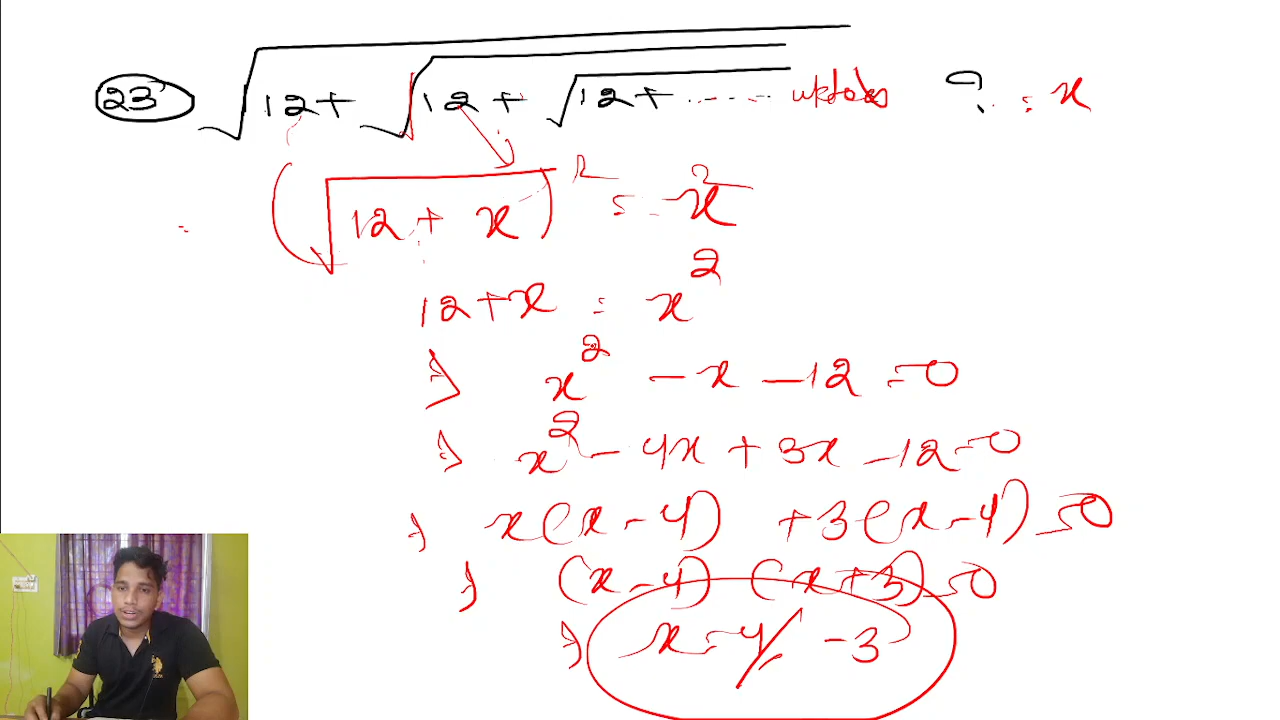 23 √12+ √12+ √12+ ....... ? = x
(√12 + x)² = x²
12+x = x²
⇒ x² - x - 12 = 0
⇒ x² - 4x + 3x - 12 = 0
⇒ x(x-4) + 3(x-4) = 0
⇒ (x-4) (x+3) = 0
⇒ x = 4/ -3